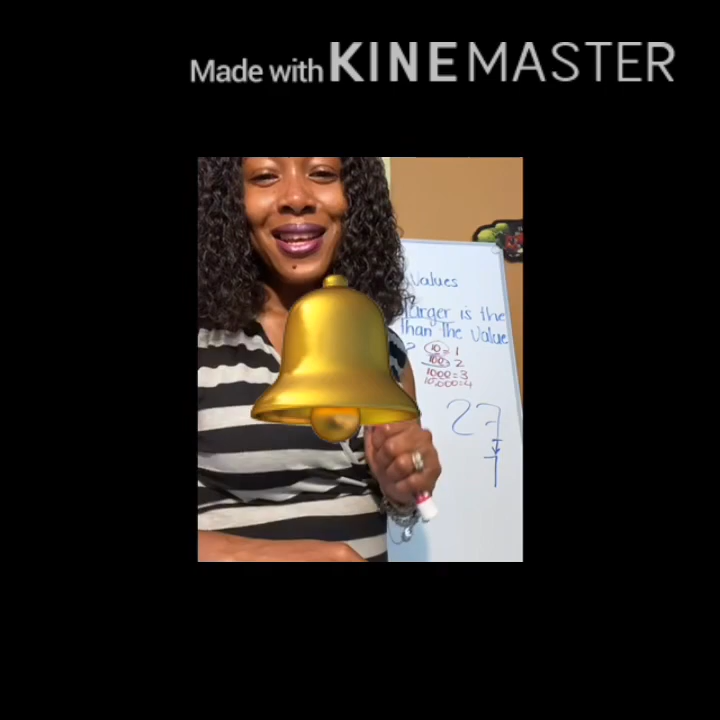 Made with KINEMASTER
Values
larger is the
than the value
?
10 = 1
100 = 2
1000 = 3
10,000 = 4
27
7